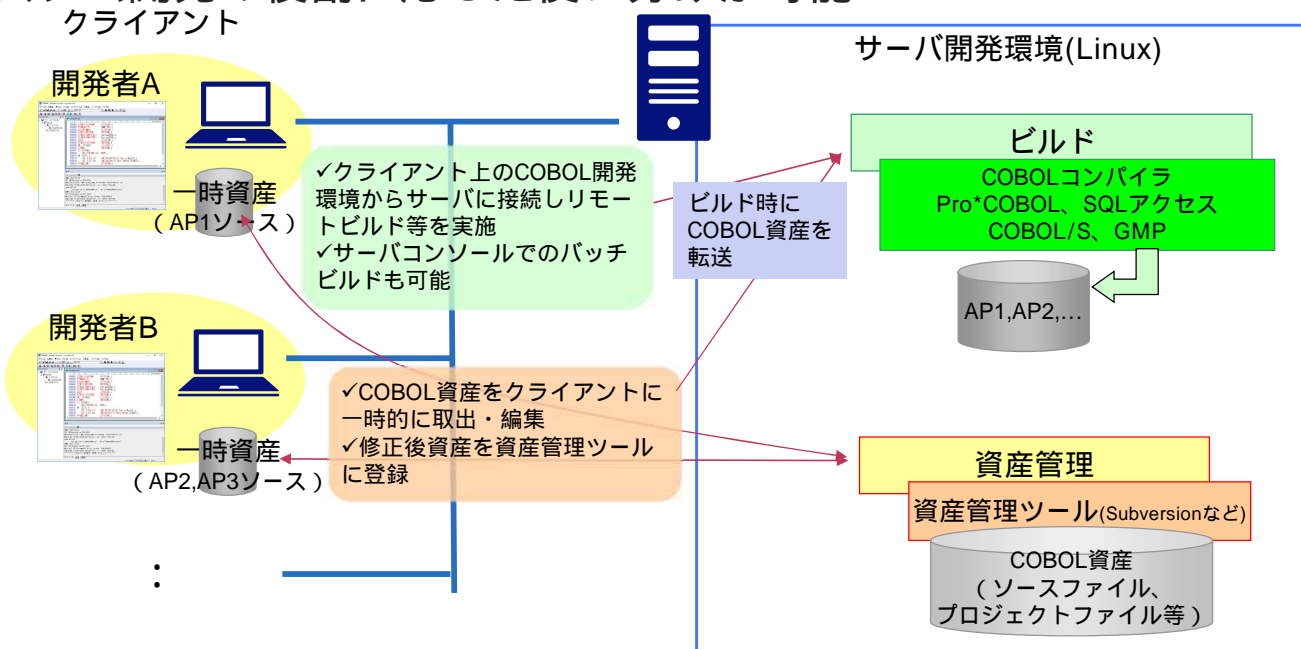 クライアント
サーバ開発環境(Linux)
開発者A
一時資産
（AP1ソース）
✓クライアント上のCOBOL開発
環境からサーバに接続しリモー
トビルド等を実施
✓サーバコンソールでのバッチ
ビルドも可能
ビルド時に
COBOL資産を
転送
ビルド
COBOLコンパイラ
Pro*COBOL、SQLアクセス
COBOL/S、GMP
AP1,AP2,…
開発者B
一時資産
（AP2,AP3ソース）
✓COBOL資産をクライアントに
一時的に取出・編集
✓修正後資産を資産管理ツール
に登録
資産管理
資産管理ツール(Subversionなど)
COBOL資産
（ソースファイル、
プロジェクトファイル等）
：